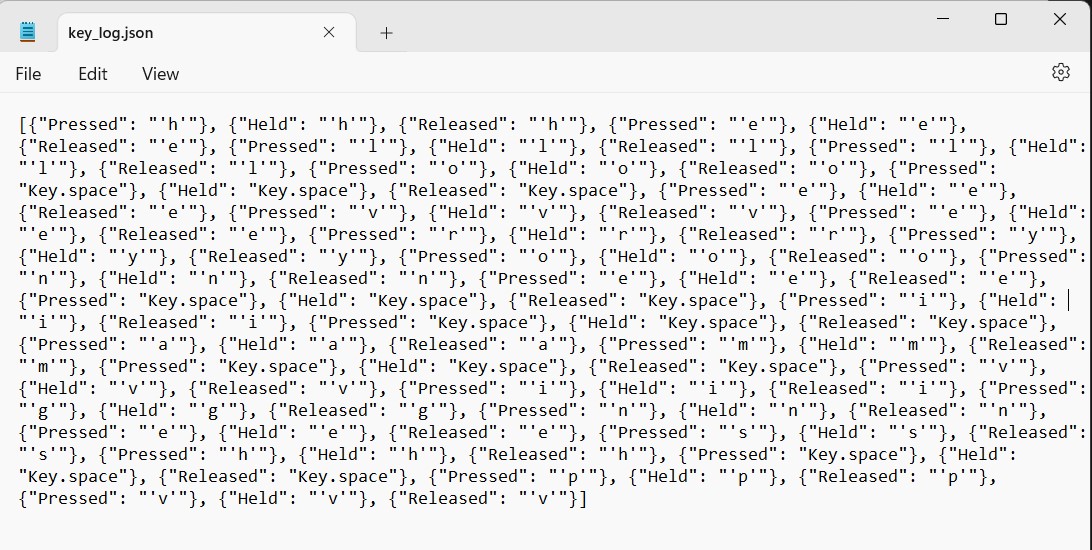 key_log.json
File Edit View
[{"Pressed": "'h'"}, {"Held": "'h'"}, {"Released": "'h'"}, {"Pressed": "'e'"}, {"Held": "'e'"},
{"Released": "'e'"}, {"Pressed": "'l'"}, {"Held": "'l'"}, {"Released": "'l'"}, {"Pressed": "'l'"}, {"Held":
"'l'"}, {"Released": "'l'"}, {"Pressed": "'o'"}, {"Held": "'o'"}, {"Released": "'o'"}, {"Pressed":
"Key.space"}, {"Held": "Key.space"}, {"Released": "Key.space"}, {"Pressed": "'e'"}, {"Held": "'e'"},
{"Released": "'e'"}, {"Pressed": "'v'"}, {"Held": "'v'"}, {"Released": "'v'"}, {"Pressed": "'e'"}, {"Held":
"'e'"}, {"Released": "'e'"}, {"Pressed": "'r'"}, {"Held": "'r'"}, {"Released": "'r'"}, {"Pressed": "'y'"},
{"Held": "'y'"}, {"Released": "'y'"}, {"Pressed": "'o'"}, {"Held": "'o'"}, {"Released": "'o'"}, {"Pressed":
"'n'"}, {"Held": "'n'"}, {"Released": "'n'"}, {"Pressed": "'e'"}, {"Held": "'e'"}, {"Released": "'e'"},
{"Pressed": "Key.space"}, {"Held": "Key.space"}, {"Released": "Key.space"}, {"Pressed": "'i'"}, {"Held":
"'i'"}, {"Released": "'i'"}, {"Pressed": "Key.space"}, {"Held": "Key.space"}, {"Released": "Key.space"},
{"Pressed": "'a'"}, {"Held": "'a'"}, {"Released": "'a'"}, {"Pressed": "'m'"}, {"Held": "'m'"}, {"Released":
"'m'"}, {"Pressed": "Key.space"}, {"Held": "Key.space"}, {"Released": "Key.space"}, {"Pressed": "'v'"},
{"Held": "'v'"}, {"Released": "'v'"}, {"Pressed": "'i'"}, {"Held": "'i'"}, {"Released": "'i'"}, {"Pressed":
"'g'"}, {"Held": "'g'"}, {"Released": "'g'"}, {"Pressed": "'n'"}, {"Held": "'n'"}, {"Released": "'n'"},
{"Pressed": "'e'"}, {"Held": "'e'"}, {"Released": "'e'"}, {"Pressed": "'s'"}, {"Held": "'s'"}, {"Released":
"'s'"}, {"Pressed": "'h'"}, {"Held": "'h'"}, {"Released": "'h'"}, {"Pressed": "Key.space"}, {"Held":
"Key.space"}, {"Released": "Key.space"}, {"Pressed": "'p'"}, {"Held": "'p'"}, {"Released": "'p'"},
{"Pressed": "'v'"}, {"Held": "'v'"}, {"Released": "'v'"}]